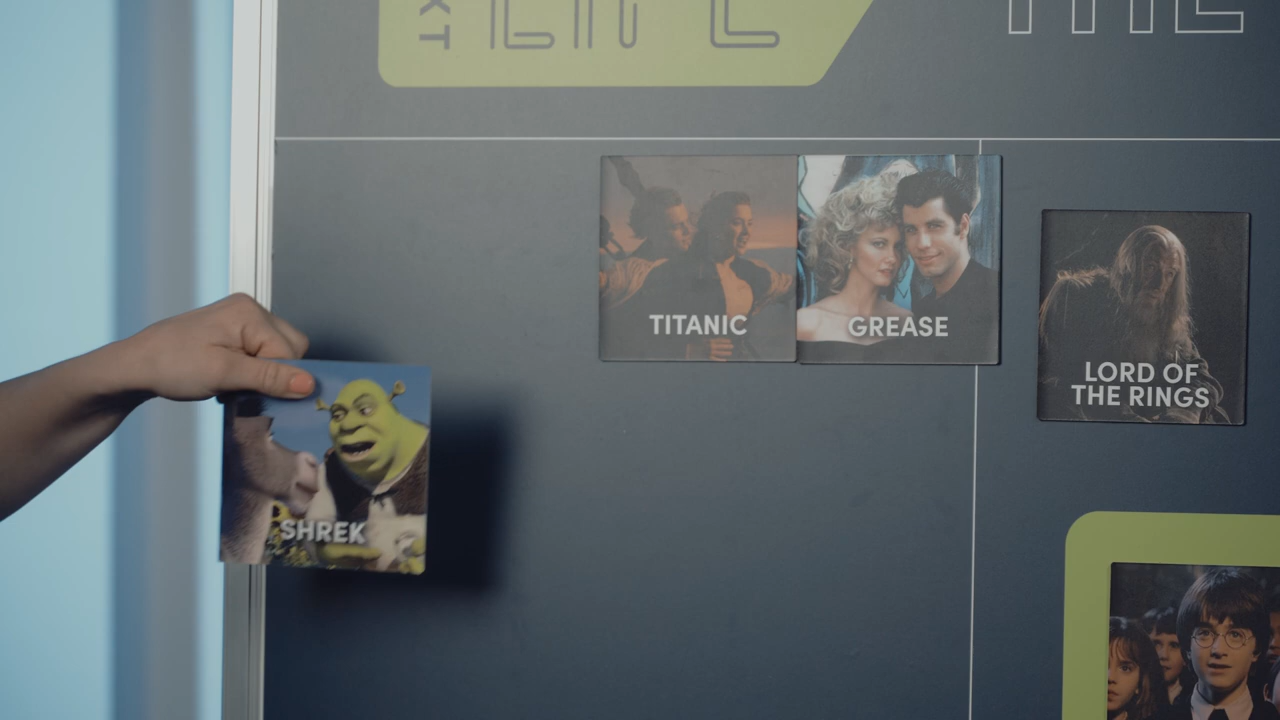 TITANIC
GREASE
LORD OF
THE RINGS
SHREK